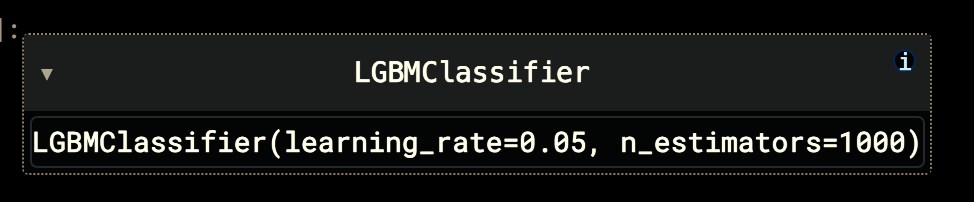 ]:
▼ LGBMClassifier i
LGBMClassifier(learning_rate=0.05, n_estimators=1000)